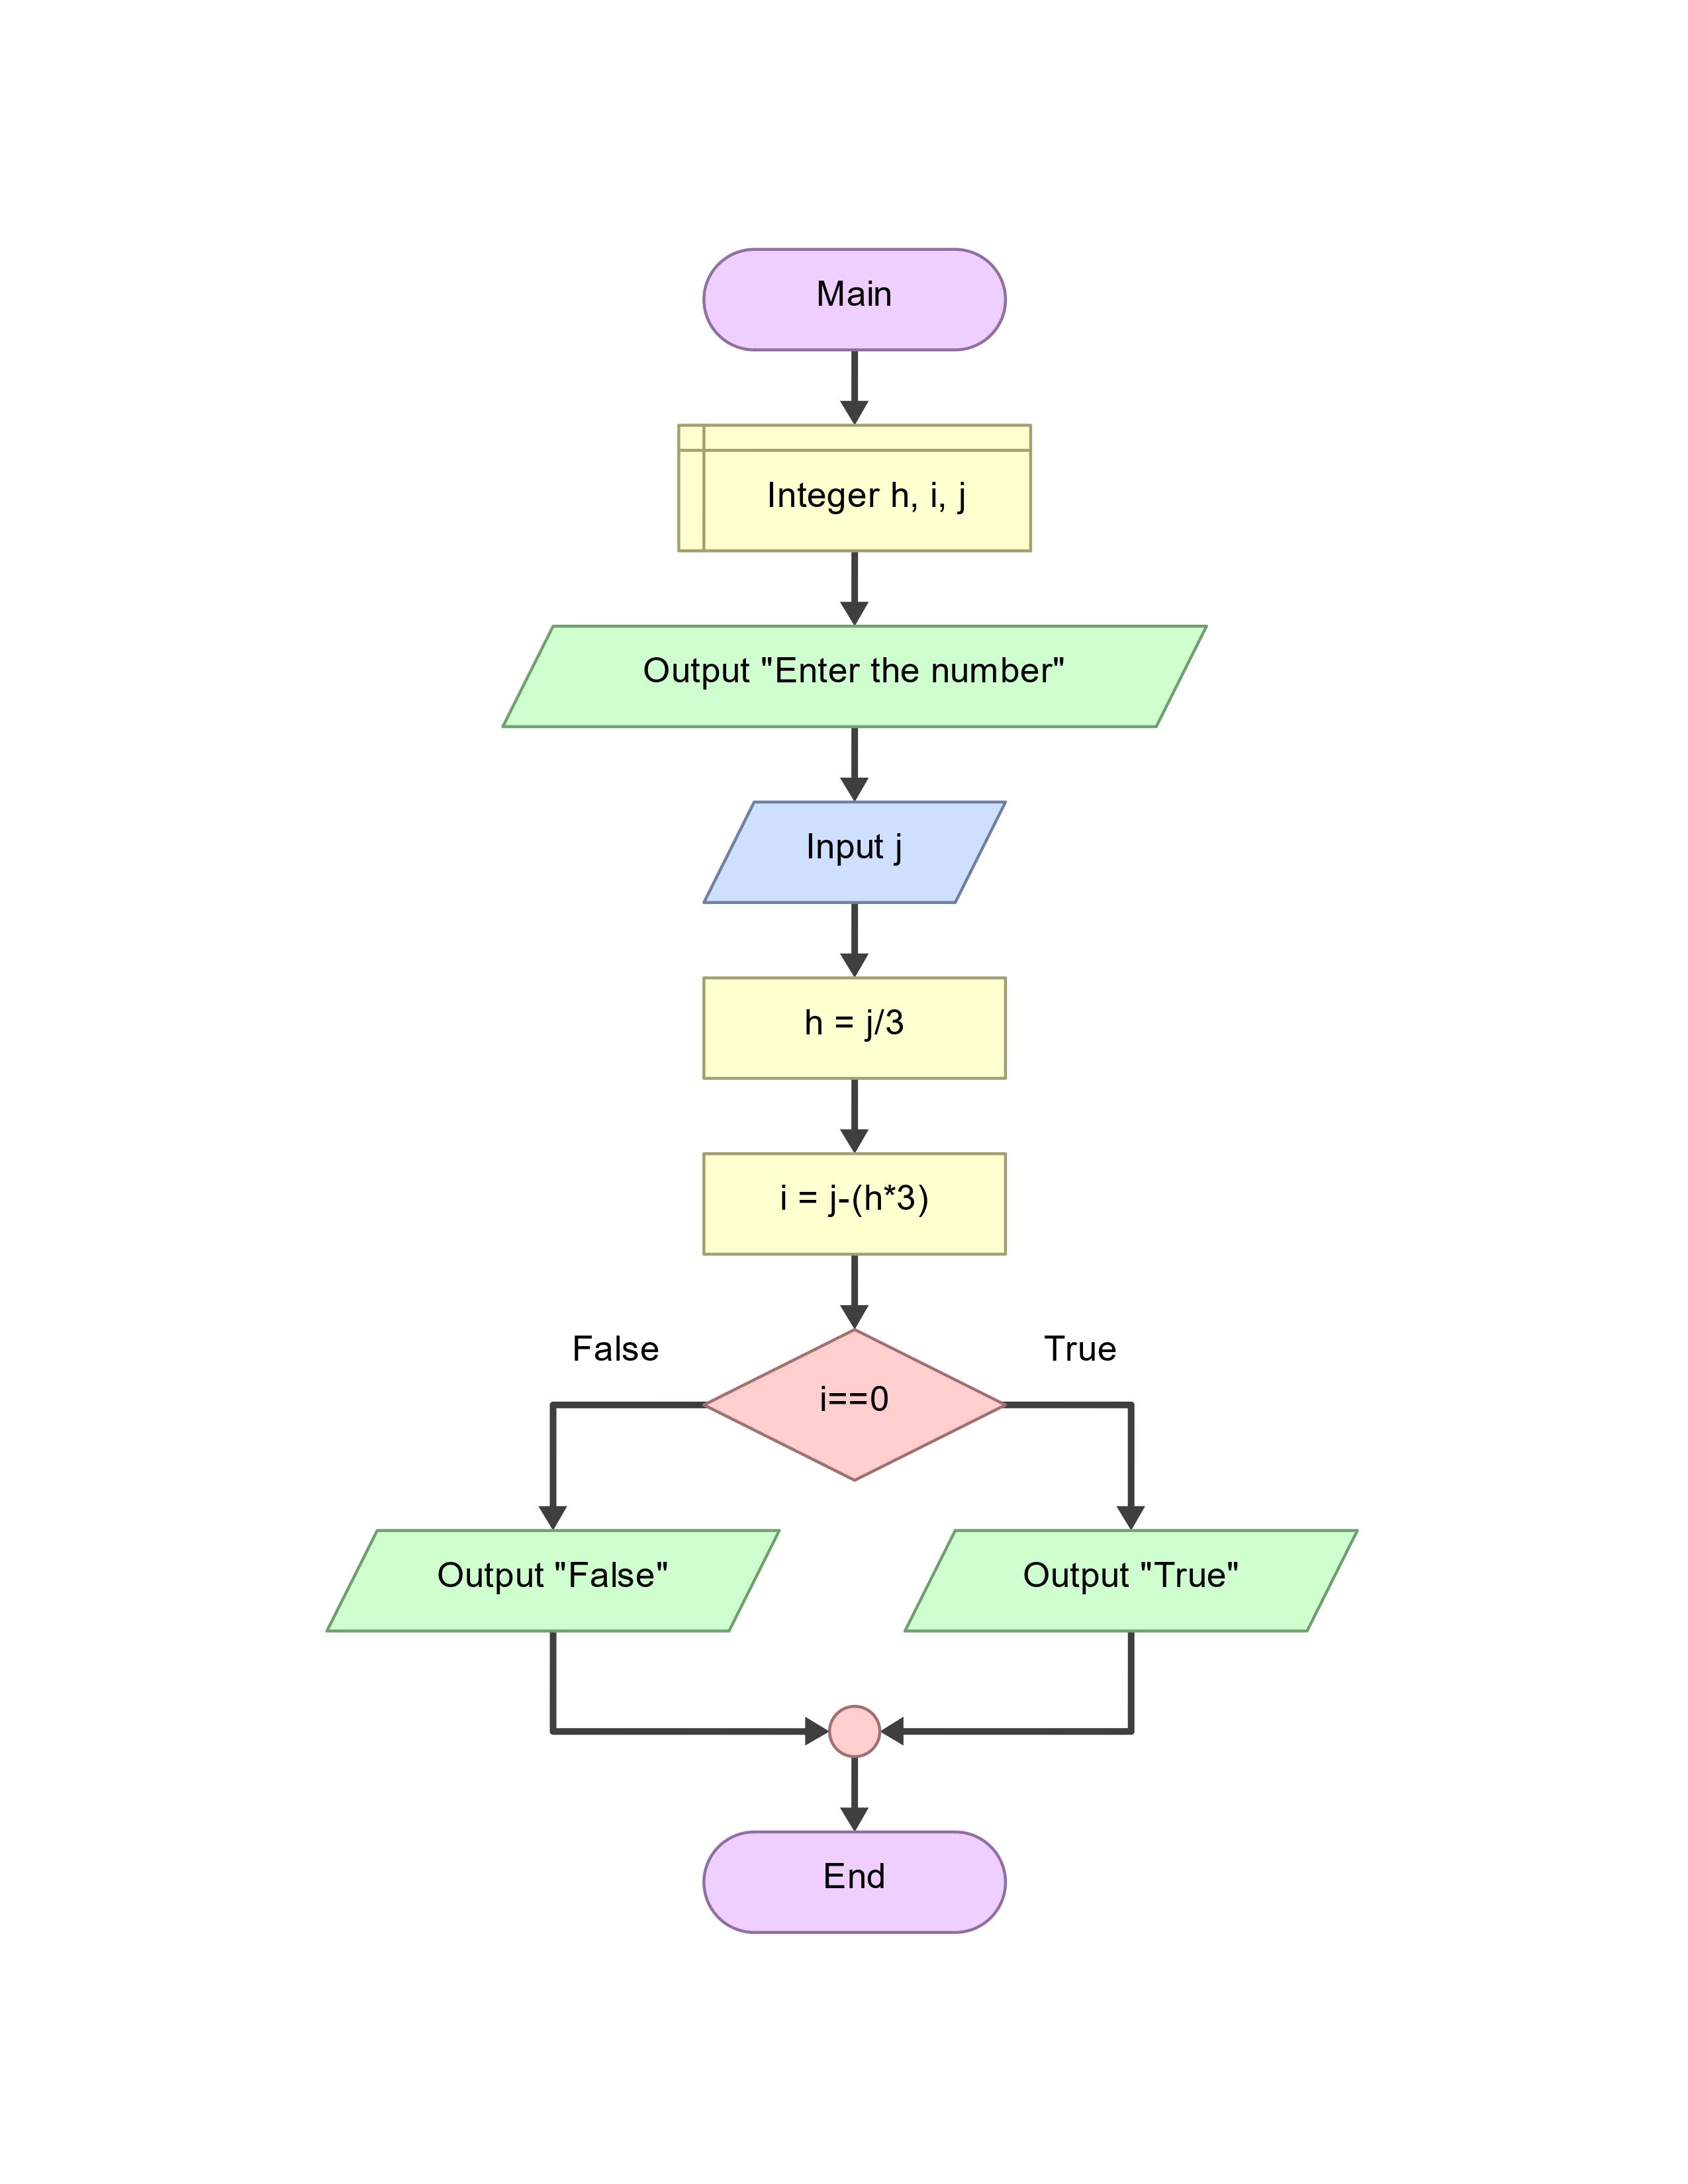 Main
Integer h, i, j
Output "Enter the number"
Input j
h = j/3
i = j-(h*3)
False
True
i==0
Output "False"
Output "True"
End